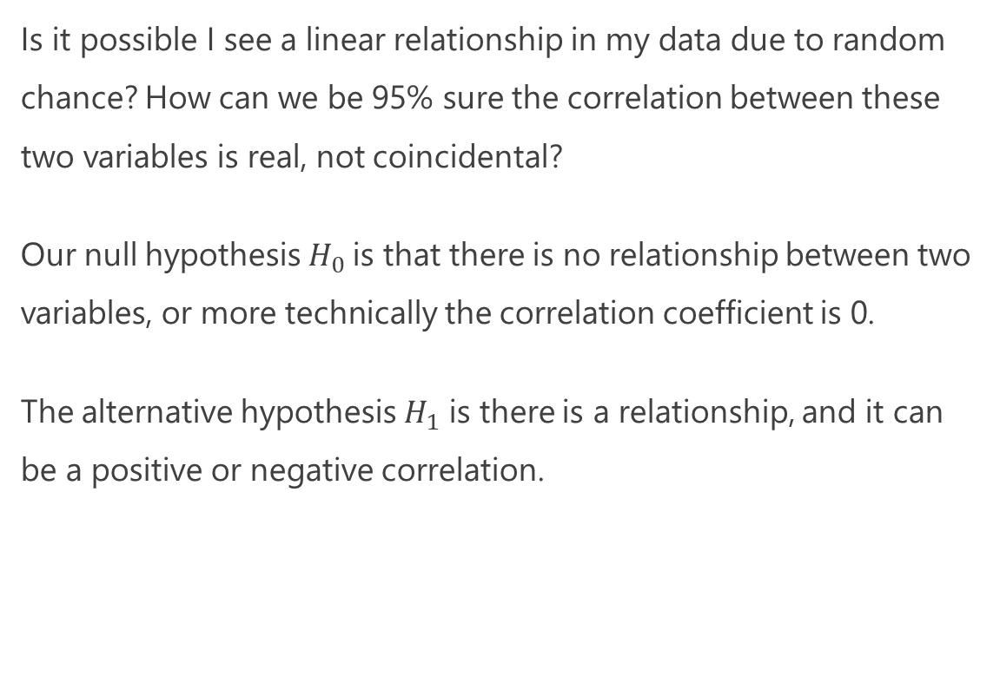 Is it possible I see a linear relationship in my data due to random
chance? How can we be 95% sure the correlation between these
two variables is real, not coincidental?
Our null hypothesis H₀ is that there is no relationship between two
variables, or more technically the correlation coefficient is 0.
The alternative hypothesis H₁ is there is a relationship, and it can
be a positive or negative correlation.